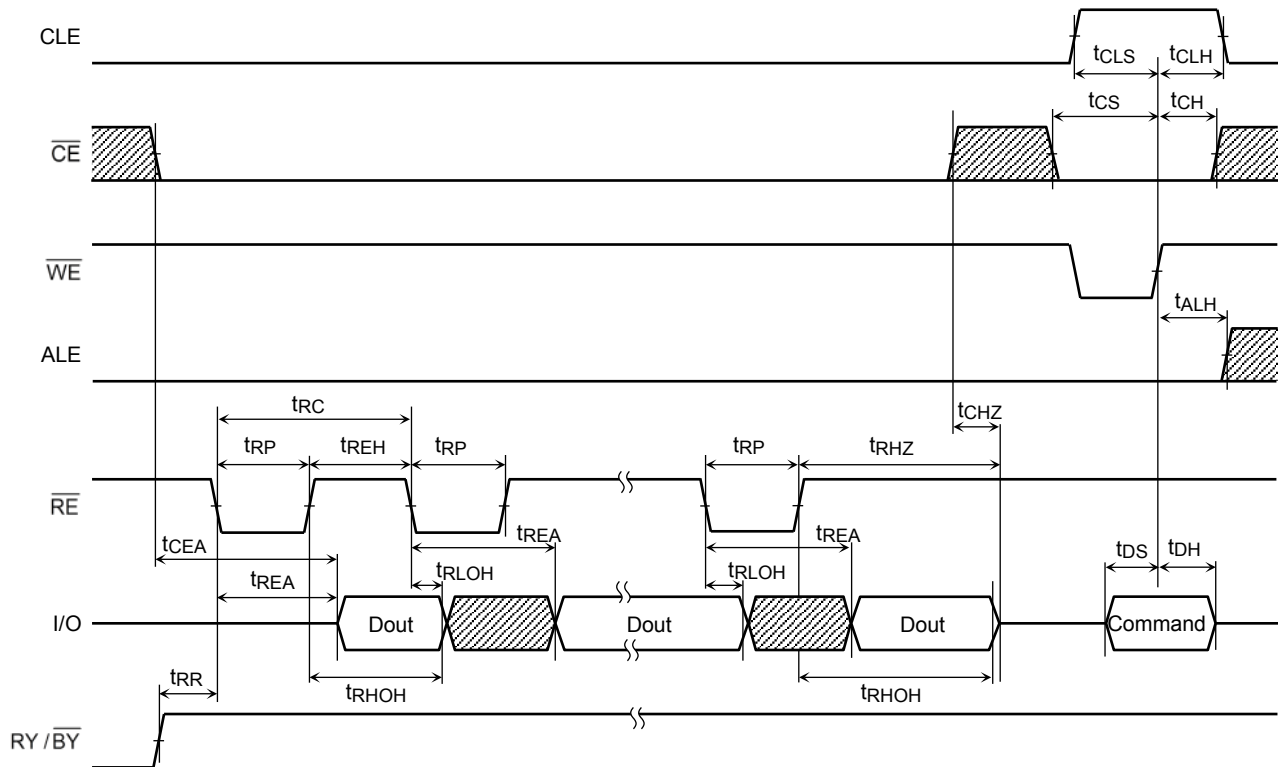 CLE
tCLS tCLH
tCS tCH
CE
WE
tALH
ALE
tRC
tCHZ
tRP tREH tRP tRP tRHZ
RE
tREA tREA
tCEA
tDS tDH
tREA tRLOH tRLOH
I/O Dout Dout Dout Command
tRR
tRHOH tRHOH
RY / BY